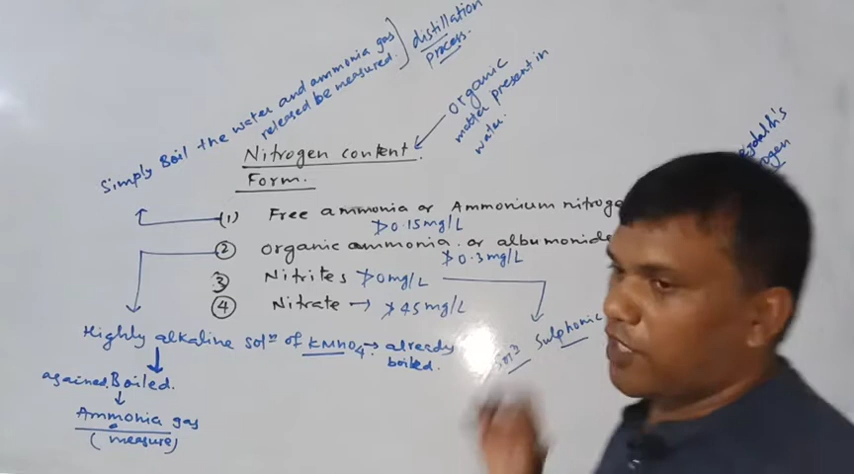 Simply Boil the water and ammonia gas
released be measured.
distillation
process.
organic
matter present in
water.
Nitrogen content
Form.
(1) Free ammonia or Ammonium
≯0.15mg/L
② organic ammonia. or albumonide
≯0.3mg/L
③ Nitrites ≯0mg/L
④ Nitrate → ≯45mg/L
Sulphonic
Highly alkaline solⁿ of KMnO4. → already
boiled.
agained Boiled.
Ammonia gas
(measure)